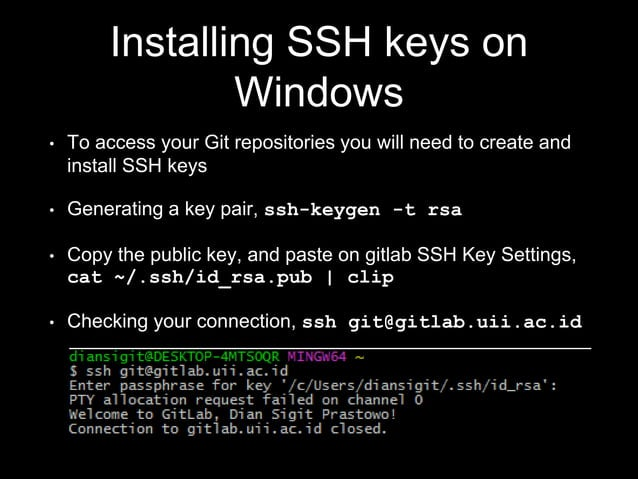 Installing SSH keys on
Windows
• To access your Git repositories you will need to create and
install SSH keys
• Generating a key pair, ssh-keygen -t rsa
• Copy the public key, and paste on gitlab SSH Key Settings,
cat ~/.ssh/id_rsa.pub | clip
• Checking your connection, ssh git@gitlab.uii.ac.id
diansigit@DESKTOP-4MTSOQR MINGW64 ~
$ ssh git@gitlab.uii.ac.id
Enter passphrase for key '/c/Users/diansigit/.ssh/id_rsa':
PTY allocation request failed on channel 0
Welcome to GitLab, Dian Sigit Prastowo!
Connection to gitlab.uii.ac.id closed.